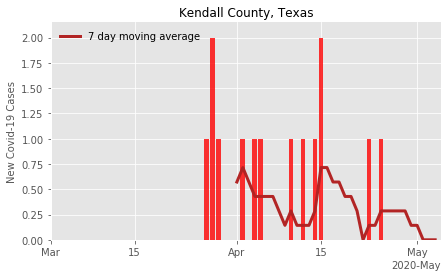 Kendall County, Texas
7 day moving average
New Covid-19 Cases
2.00
1.75
1.50
1.25
1.00
0.75
0.50
0.25
0.00
Mar 15 Apr 15 May
2020-May